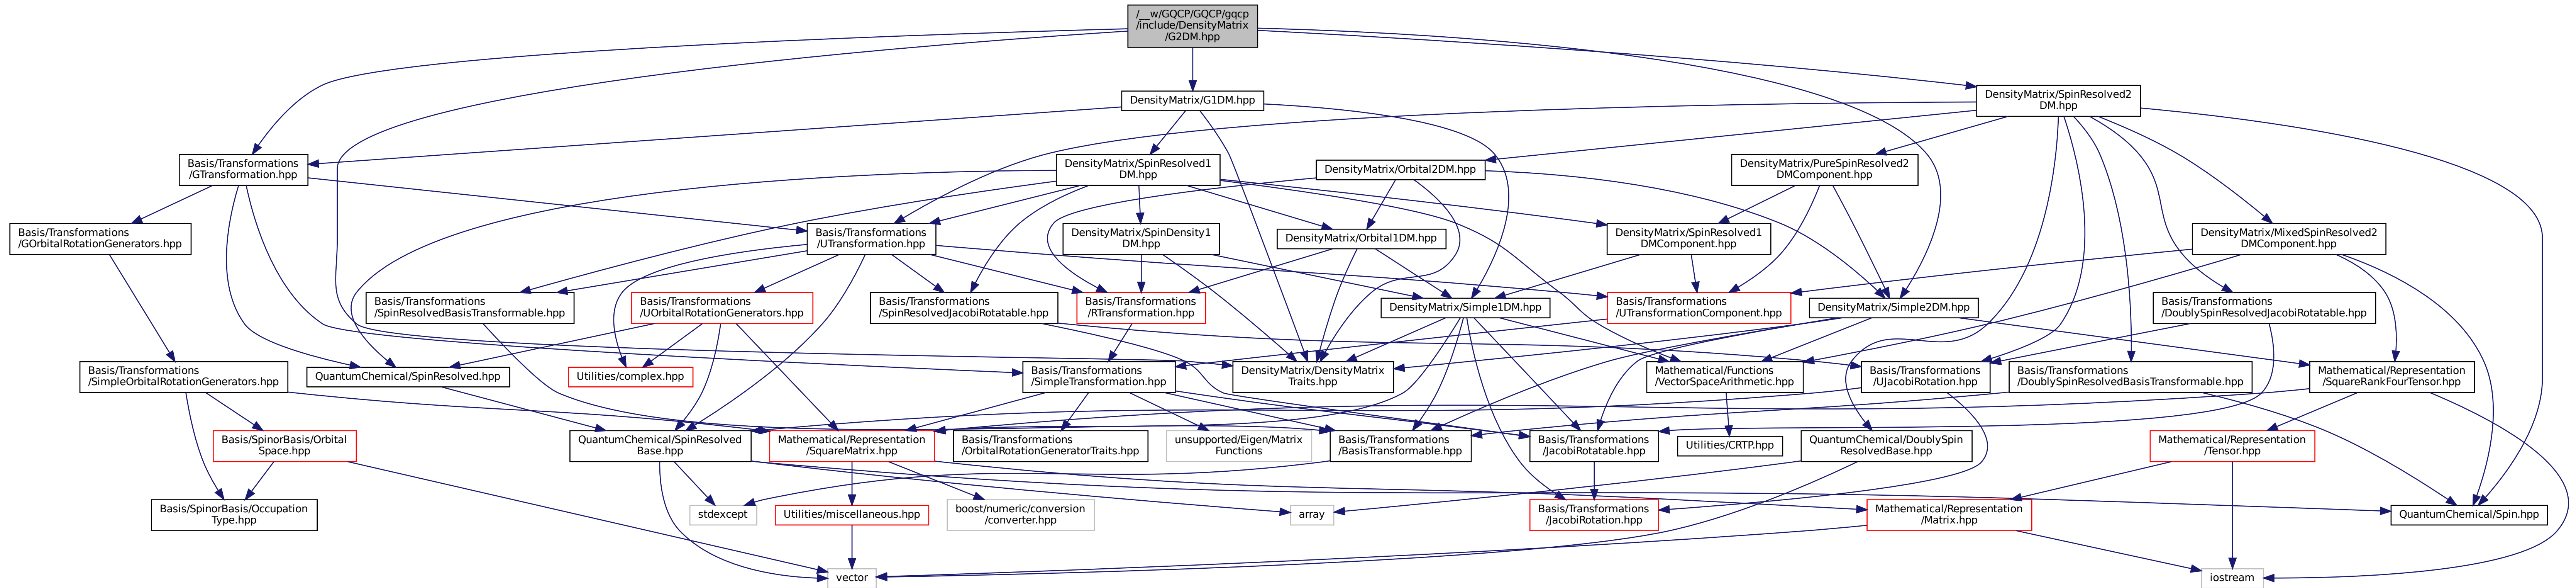 /__w/GQCP/GQCP/gqcp
/include/DensityMatrix
/G2DM.hpp
DensityMatrix/G1DM.hpp
DensityMatrix/SpinResolved2
DM.hpp
Basis/Transformations
/GTransformation.hpp
DensityMatrix/SpinResolved1
DM.hpp
DensityMatrix/Orbital2DM.hpp
DensityMatrix/PureSpinResolved2
DMComponent.hpp
Basis/Transformations
/GOrbitalRotationGenerators.hpp
Basis/Transformations
/UTransformation.hpp
DensityMatrix/SpinDensity1
DM.hpp
DensityMatrix/Orbital1DM.hpp
DensityMatrix/SpinResolved1
DMComponent.hpp
DensityMatrix/MixedSpinResolved2
DMComponent.hpp
Basis/Transformations
/SpinResolvedBasisTransformable.hpp
Basis/Transformations
/UOrbitalRotationGenerators.hpp
Basis/Transformations
/SpinResolvedJacobiRotatable.hpp
Basis/Transformations
/RTransformation.hpp
DensityMatrix/Simple1DM.hpp
Basis/Transformations
/UTransformationComponent.hpp
DensityMatrix/Simple2DM.hpp
Basis/Transformations
/DoublySpinResolvedJacobiRotatable.hpp
Basis/Transformations
/SimpleOrbitalRotationGenerators.hpp
QuantumChemical/SpinResolved.hpp
Utilities/complex.hpp
Basis/Transformations
/SimpleTransformation.hpp
DensityMatrix/DensityMatrix
Traits.hpp
Mathematical/Functions
/VectorSpaceArithmetic.hpp
Basis/Transformations
/UJacobiRotation.hpp
Basis/Transformations
/DoublySpinResolvedBasisTransformable.hpp
Mathematical/Representation
/SquareRankFourTensor.hpp
Basis/SpinorBasis/Orbital
Space.hpp
QuantumChemical/SpinResolved
Base.hpp
Mathematical/Representation
/SquareMatrix.hpp
Basis/Transformations
/OrbitalRotationGeneratorTraits.hpp
unsupported/Eigen/Matrix
Functions
Basis/Transformations
/BasisTransformable.hpp
Basis/Transformations
/JacobiRotatable.hpp
Utilities/CRTP.hpp
QuantumChemical/DoublySpin
ResolvedBase.hpp
Mathematical/Representation
/Tensor.hpp
Basis/SpinorBasis/Occupation
Type.hpp
stdexcept
Utilities/miscellaneous.hpp
boost/numeric/conversion
/converter.hpp
array
Basis/Transformations
/JacobiRotation.hpp
Mathematical/Representation
/Matrix.hpp
QuantumChemical/Spin.hpp
vector
iostream